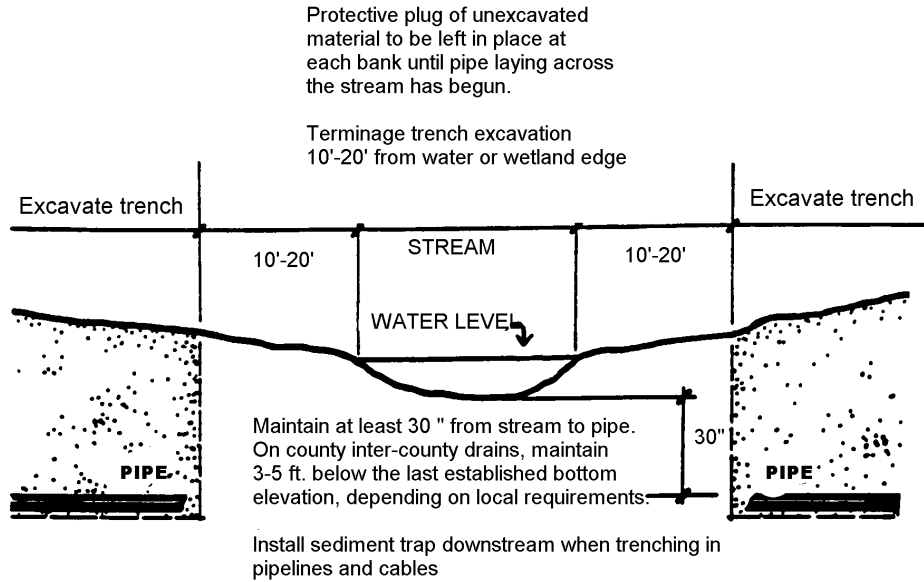 Protective plug of unexcavated
material to be left in place at
each bank until pipe laying across
the stream has begun.
Terminage trench excavation
10'-20' from water or wetland edge
Excavate trench
Excavate trench
10'-20'
STREAM
10'-20'
WATER LEVEL
Maintain at least 30 " from stream to pipe.
On county inter-county drains, maintain
3-5 ft. below the last established bottom
elevation, depending on local requirements.
30"
PIPE
PIPE
Install sediment trap downstream when trenching in
pipelines and cables